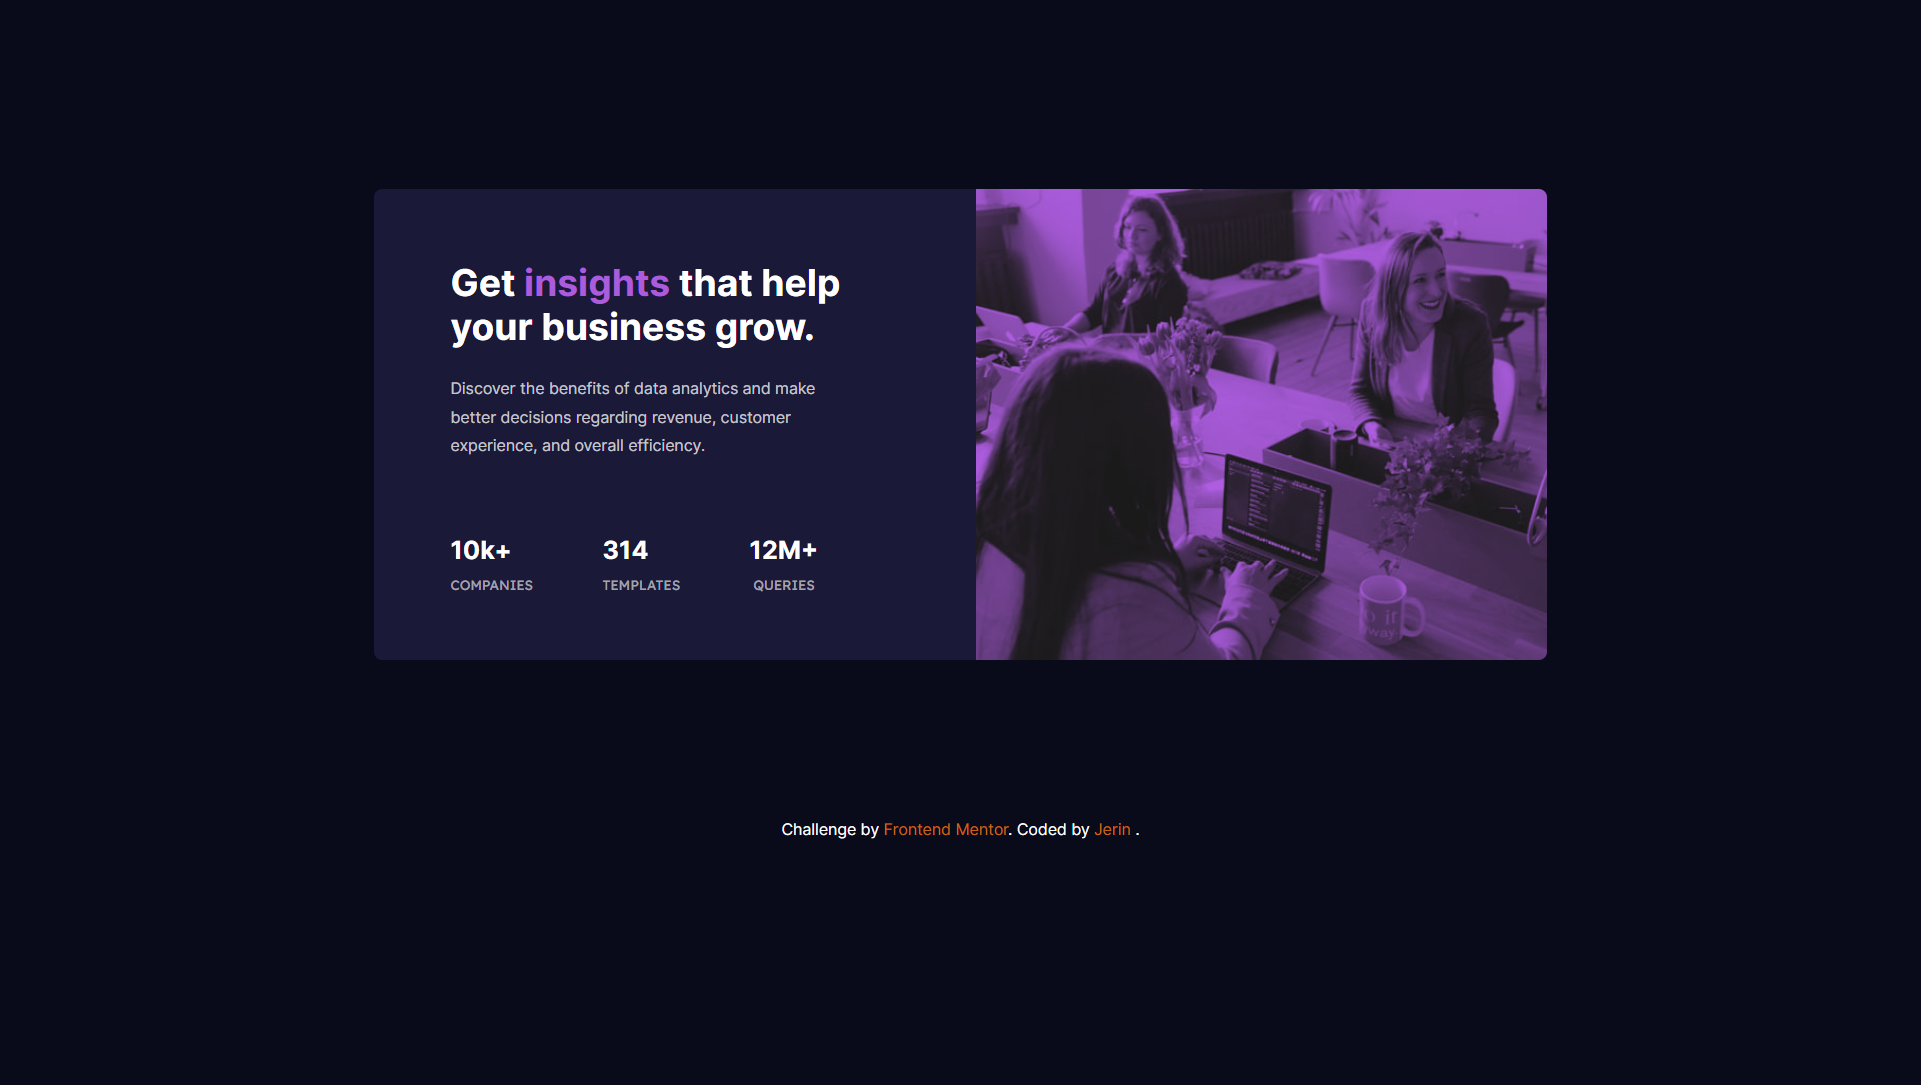 Get insights that help
your business grow.
Discover the benefits of data analytics and make
better decisions regarding revenue, customer
experience, and overall efficiency.
10k+ 314 12M+
COMPANIES TEMPLATES QUERIES
Challenge by Frontend Mentor. Coded by Jerin .